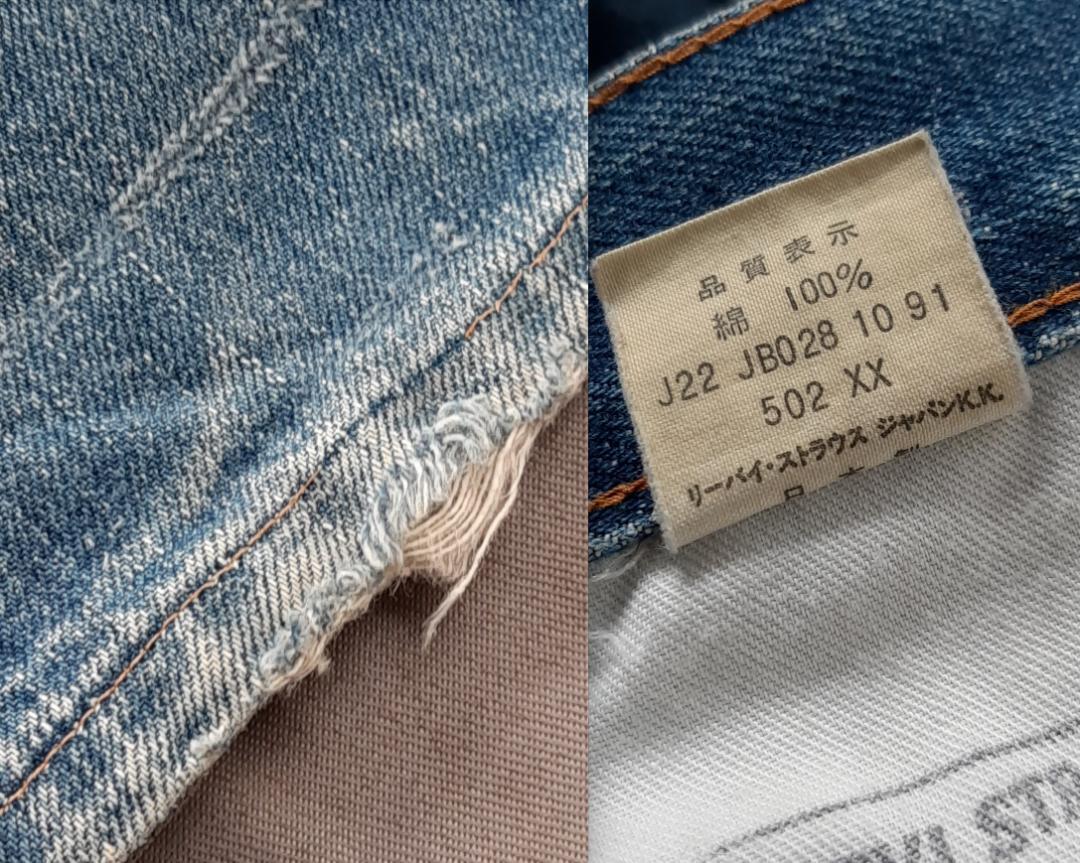 品質表示
綿 100%
J22 JB028 10 91
502 XX
リーバイ・ストラウス ジャパンK.K.